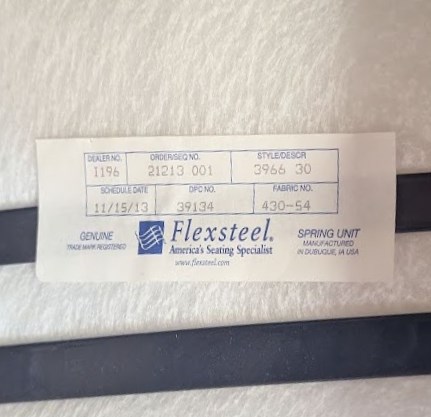 DEALER NO. ORDER/SEQ NO. STYLE/DESCR
1196 21213 001 3966 30
SCHEDULE DATE DPC NO. FABRIC NO.
11/15/13 39134 430-54
GENUINE
TRADE MARK REGISTERED
Flexsteel®
America's Seating Specialist
www.flexsteel.com
SPRING UNIT
MANUFACTURED
IN DUBUQUE, IA USA